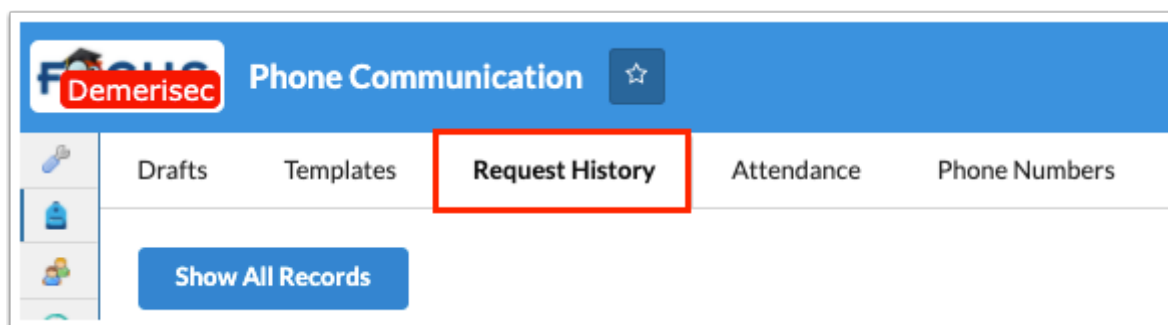 Demerisec
Phone Communication
Drafts Templates Request History Attendance Phone Numbers
Show All Records